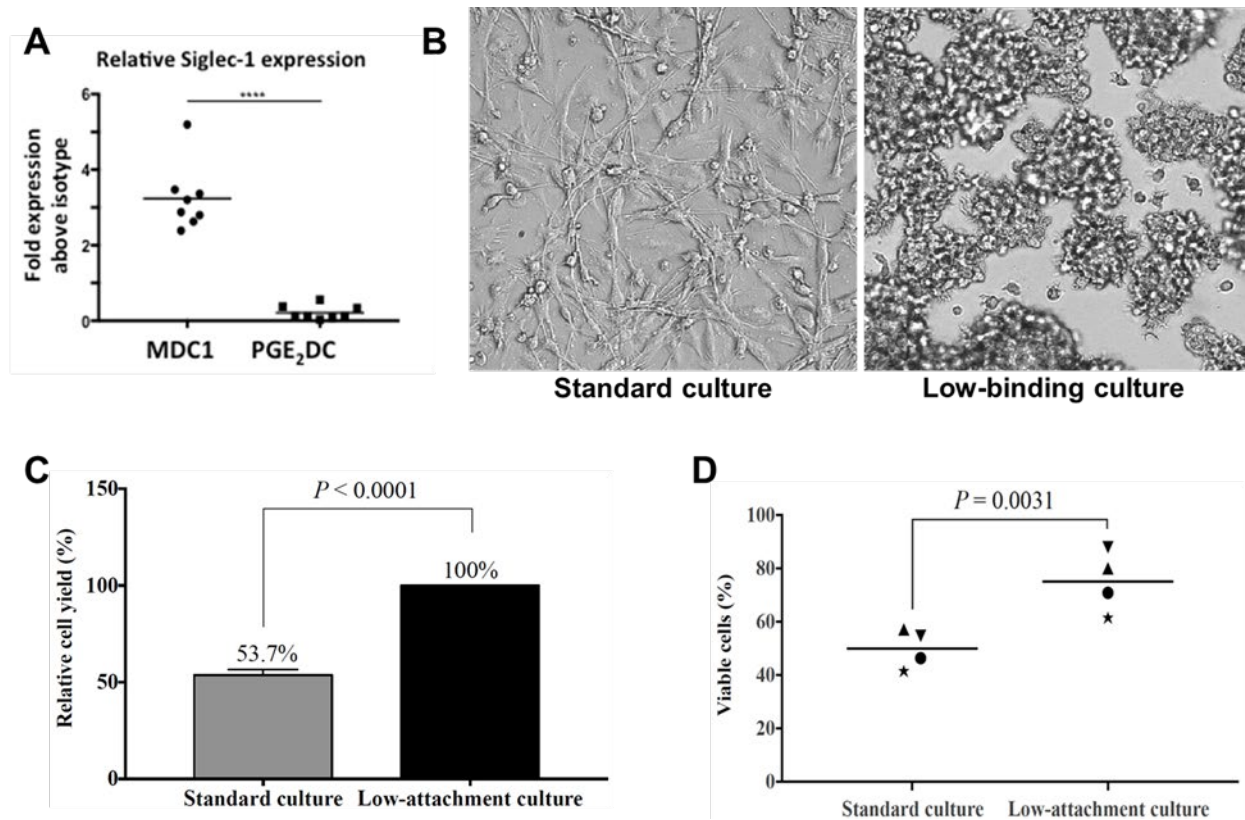 A
Relative Siglec-1 expression
****
6
4
2
0
Fold expression
above isotype
MDC1
PGE₂DC
B
Standard culture
Low-binding culture
C
150
100
50
0
Relative cell yield (%)
P < 0.0001
53.7%
100%
Standard culture
Low-attachment culture
D
100
80
60
40
20
0
Viable cells (%)
P = 0.0031
Standard culture
Low-attachment culture